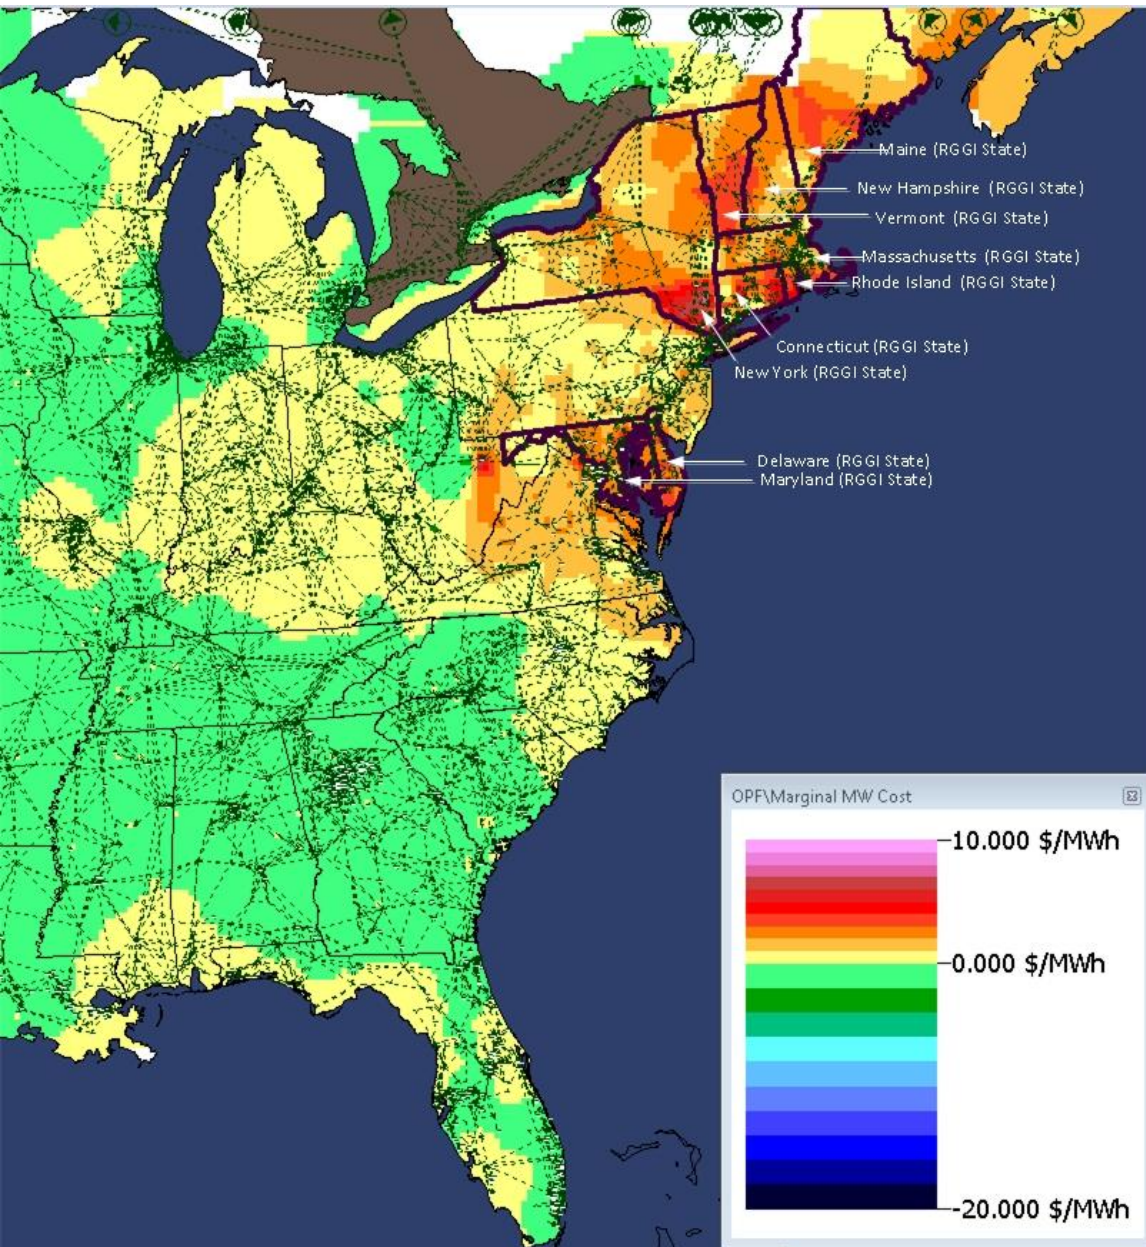 Maine (RGGI State)
New Hampshire (RGGI State)
Vermont (RGGI State)
Massachusetts (RGGI State)
Rhode Island (RGGI State)
Connecticut (RGGI State)
New York (RGGI State)
Delaware (RGGI State)
Maryland (RGGI State)
OPF\Marginal MW Cost
10.000 $/MWh
0.000 $/MWh
-20.000 $/MWh